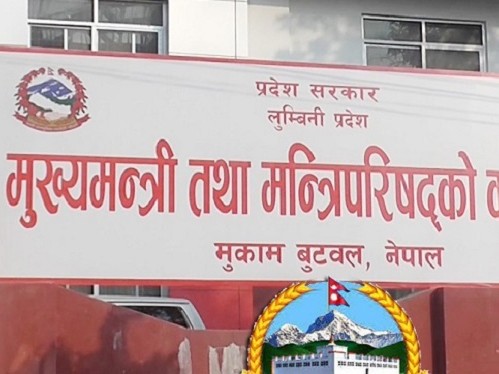 प्रदेश सरकार
लुम्बिनी प्रदेश
मुख्यमन्त्री तथा मन्त्रिपरिषद्को
मुकाम बुटवल, नेपाल